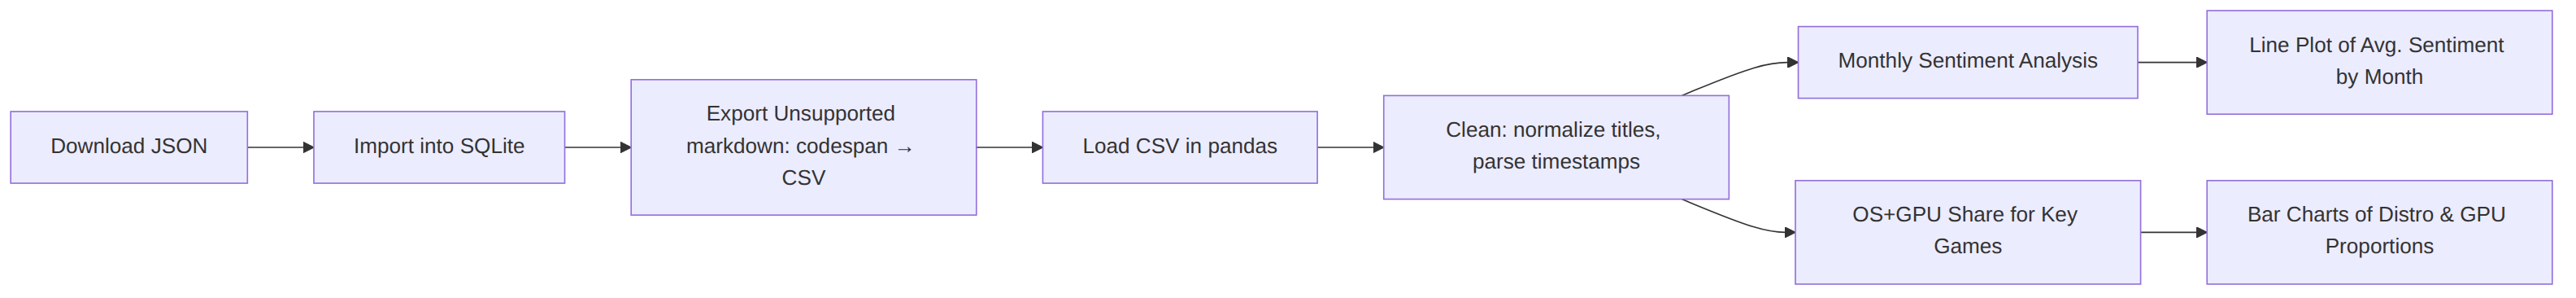 Download JSON
Import into SQLite
Export Unsupported
markdown: codespan →
CSV
Load CSV in pandas
Clean: normalize titles,
parse timestamps
Monthly Sentiment Analysis
Line Plot of Avg. Sentiment
by Month
OS+GPU Share for Key
Games
Bar Charts of Distro & GPU
Proportions